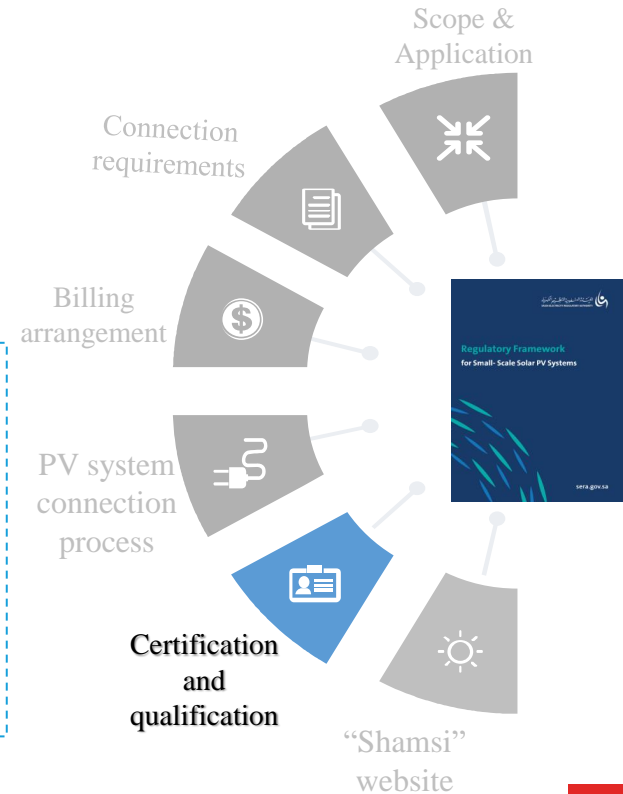 Scope &
Application
Connection
requirements
Billing
arrangement
PV system
connection
process
Certification
and
qualification
“Shamsi”
website
Regulatory Framework
for Small- Scale Solar PV Systems
sera.gov.sa